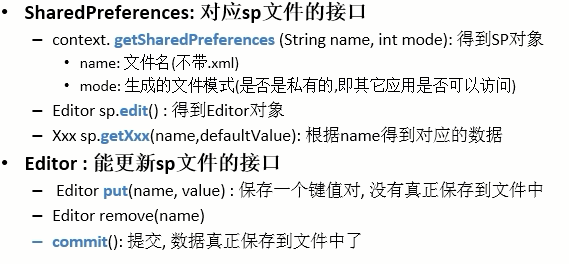 • SharedPreferences: 对应sp文件的接口
– context. getSharedPreferences (String name, int mode): 得到SP对象
• name: 文件名(不带.xml)
• mode: 生成的文件模式(是否是私有的,即其它应用是否可以访问)
– Editor sp.edit() : 得到Editor对象
– Xxx sp.getXxx(name,defaultValue): 根据name得到对应的数据
• Editor : 能更新sp文件的接口
– Editor put(name, value) : 保存一个键值对, 没有真正保存到文件中
– Editor remove(name)
– commit(): 提交, 数据真正保存到文件中了